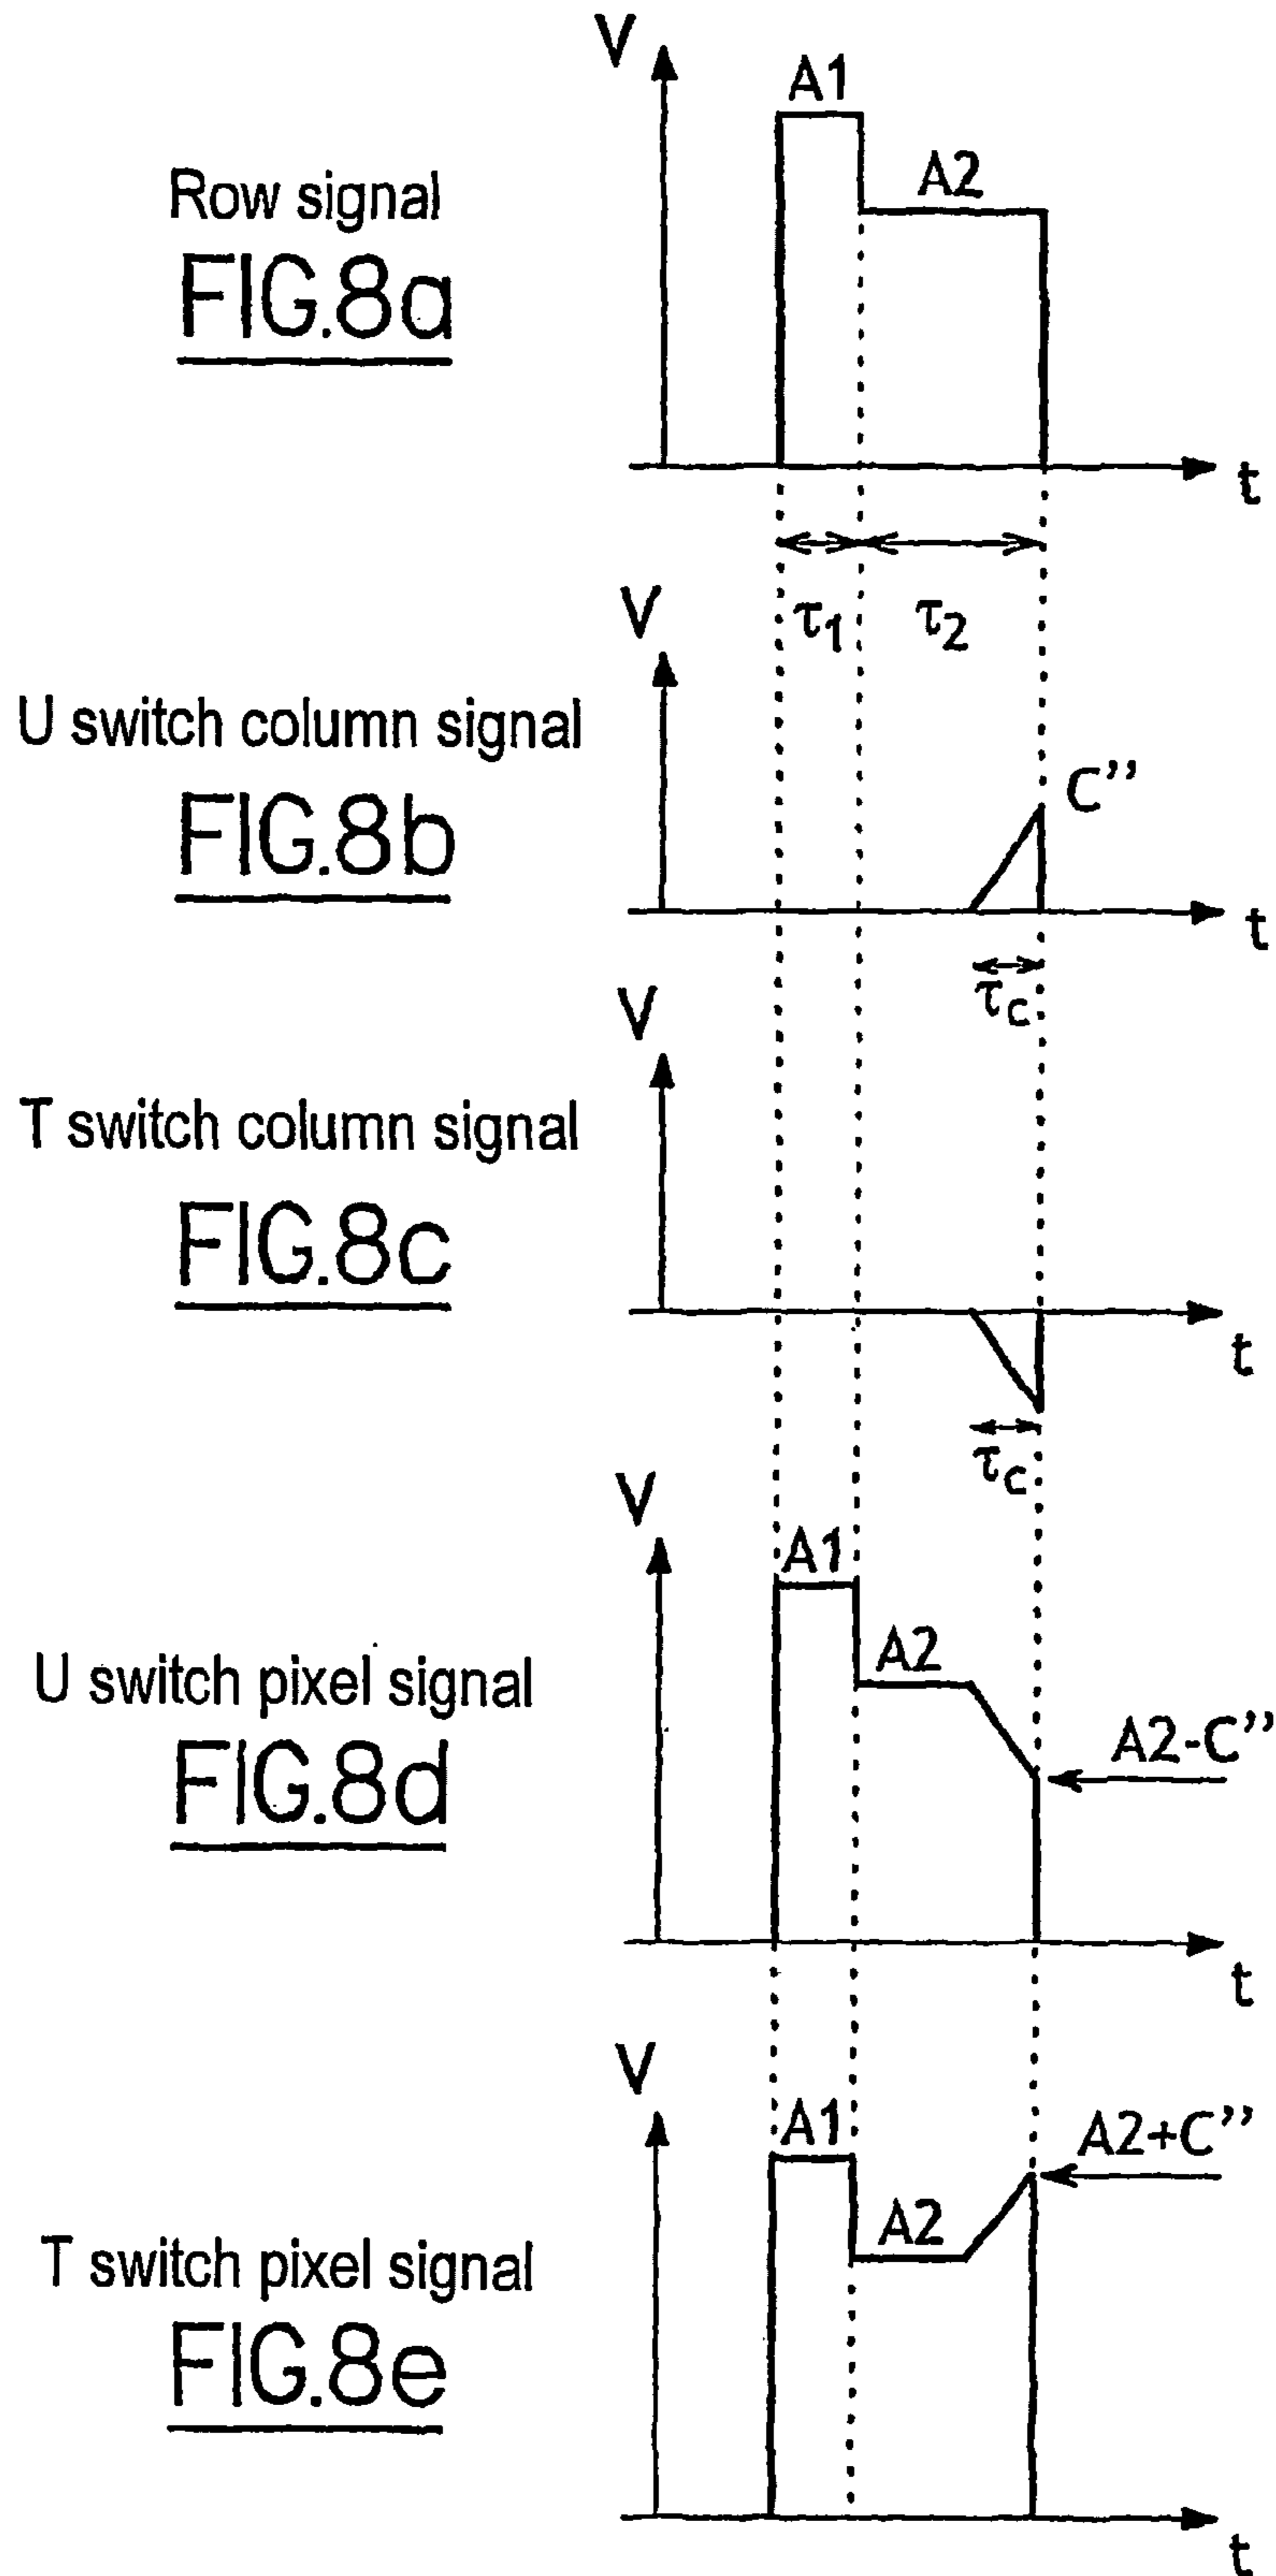 V
A1
A2
Row signal
FIG.8a
t
τ1 τ2
V
U switch column signal
C’’
FIG.8b
t
τc
V
T switch column signal
FIG.8c
t
τc
V
A1
A2
U switch pixel signal
A2-C’’
FIG.8d
t
V
A1
A2+C’’
A2
T switch pixel signal
FIG.8e
t